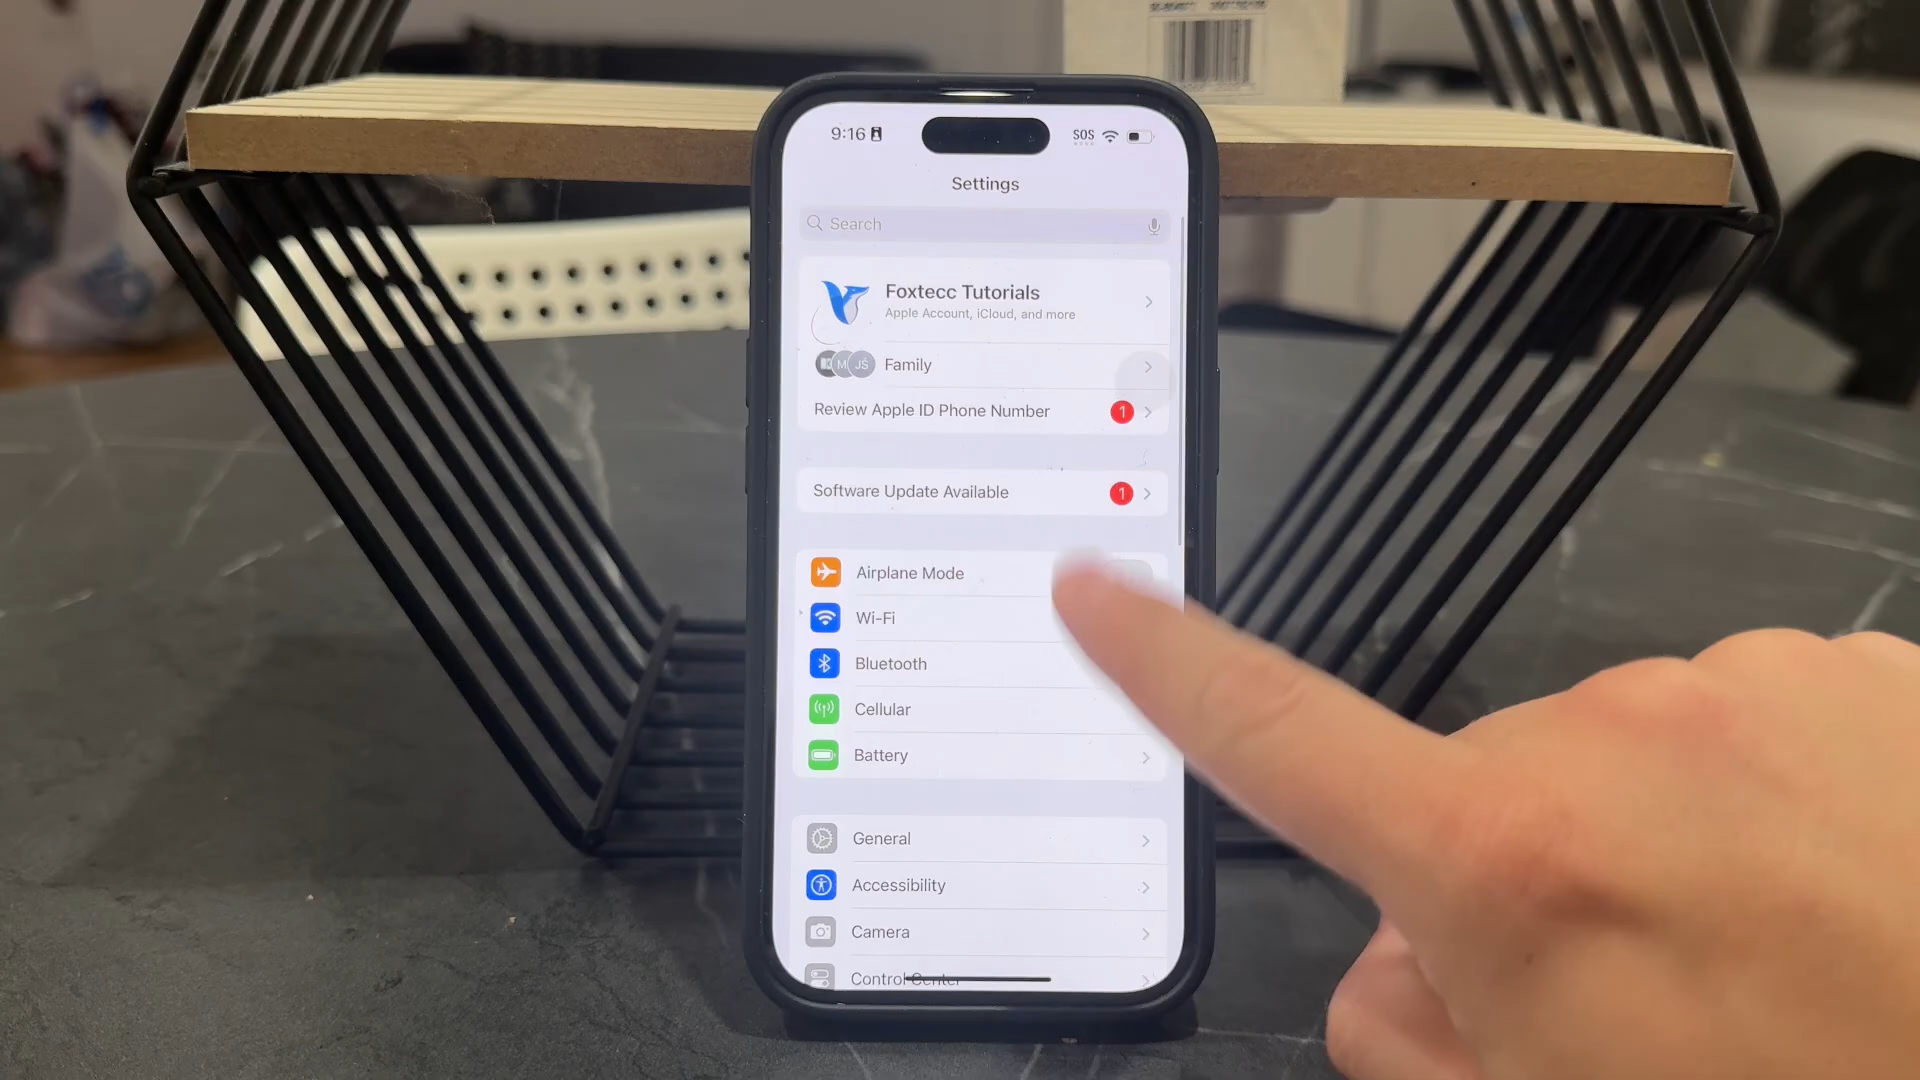 9:16
SOS
Settings
Search
Foxtecc Tutorials
Apple Account, iCloud, and more
M JŠ
Family
Review Apple ID Phone Number 1
Software Update Available 1
Airplane Mode
Wi-Fi
Bluetooth
Cellular
Battery
General
Accessibility
Camera
Control Center